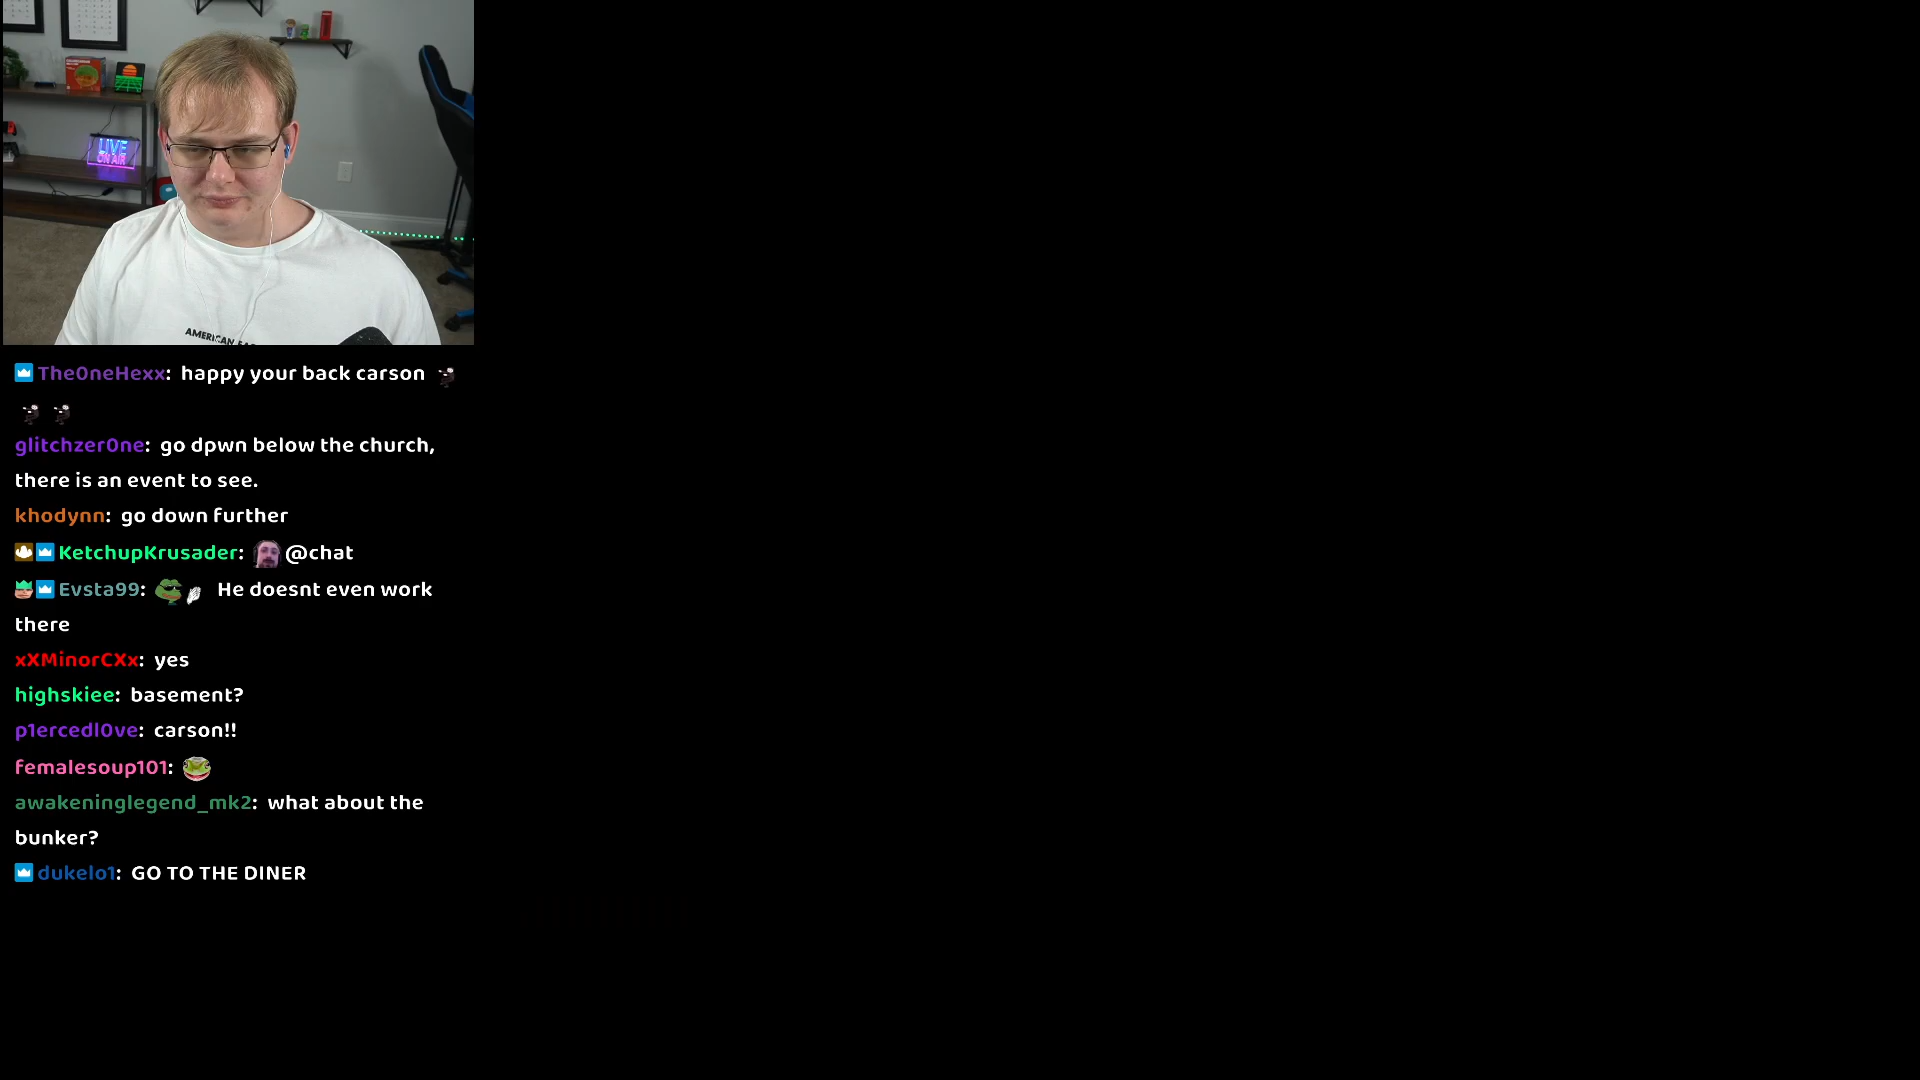 LIVE
ON AIR
AMERICAN
The0neHexx: happy your back carson
glitchzer0ne: go dpwn below the church,
there is an event to see.
khodynn: go down further
KetchupKrusader: @chat
Evsta99: He doesnt even work
there
xXMinorCXx: yes
highskiee: basement?
p1ercedl0ve: carson!!
femalesoup101:
awakeninglegend_mk2: what about the
bunker?
dukelo1: GO TO THE DINER